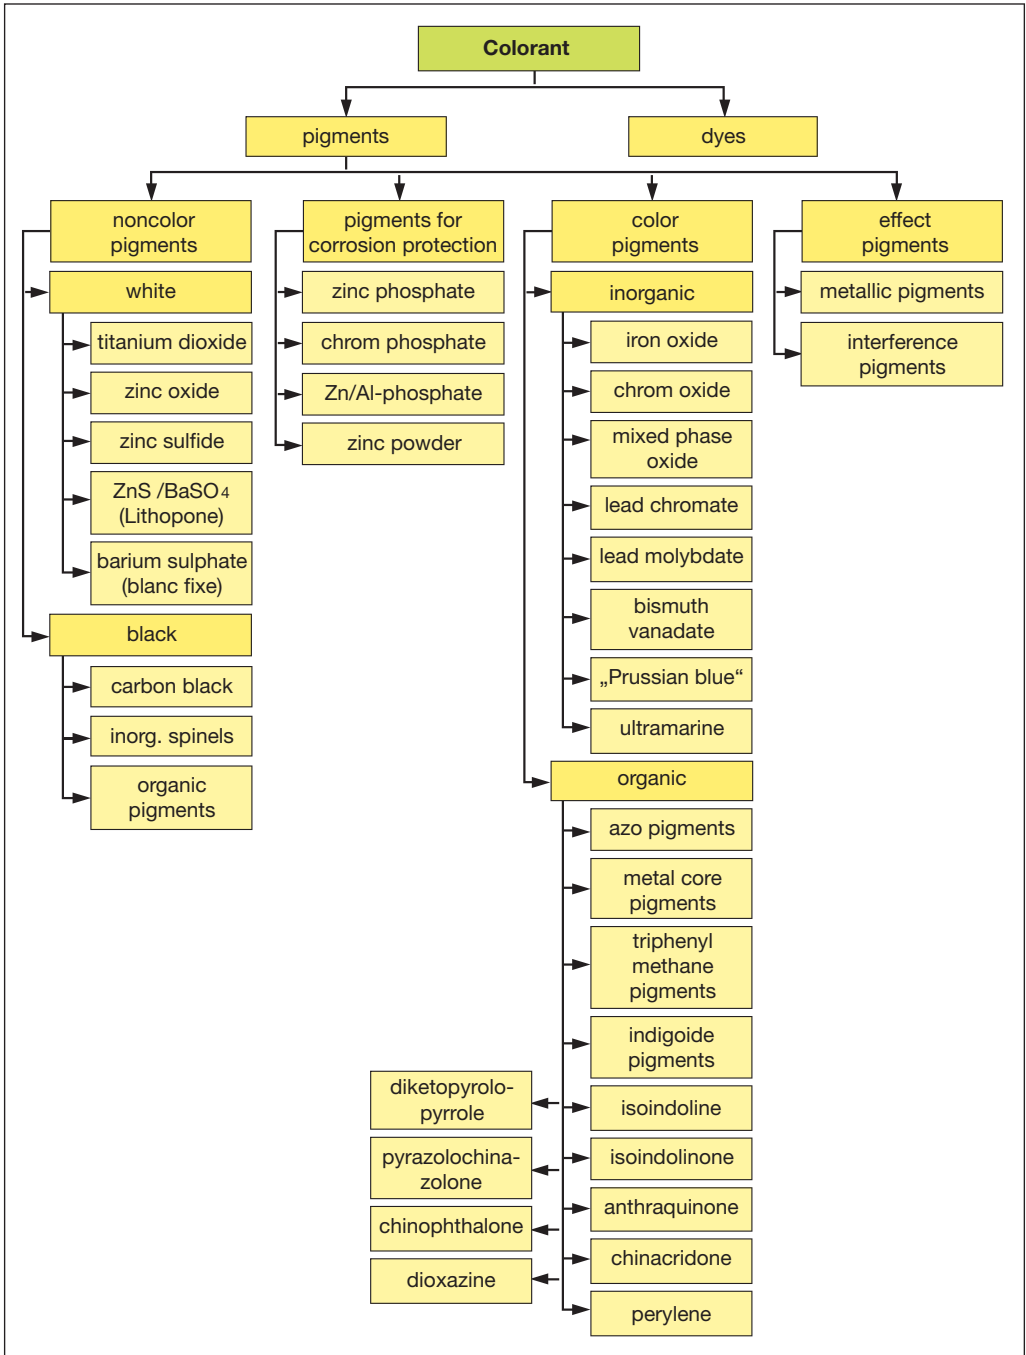 Colorant
pigments
dyes
noncolor
pigments
white
titanium dioxide
zinc oxide
zinc sulfide
ZnS /BaSO4
(Lithopone)
barium sulphate
(blanc fixe)
black
carbon black
inorg. spinels
organic
pigments
pigments for
corrosion protection
zinc phosphate
chrom phosphate
Zn/Al-phosphate
zinc powder
color
pigments
inorganic
iron oxide
chrom oxide
mixed phase
oxide
lead chromate
lead molybdate
bismuth
vanadate
„Prussian blue“
ultramarine
organic
azo pigments
metal core
pigments
triphenyl
methane
pigments
indigoide
pigments
isoindoline
isoindolinone
anthraquinone
chinacridone
perylene
diketopyrolo-
pyrrole
pyrazolochina-
zolone
chinophthalone
dioxazine
effect
pigments
metallic pigments
interference
pigments